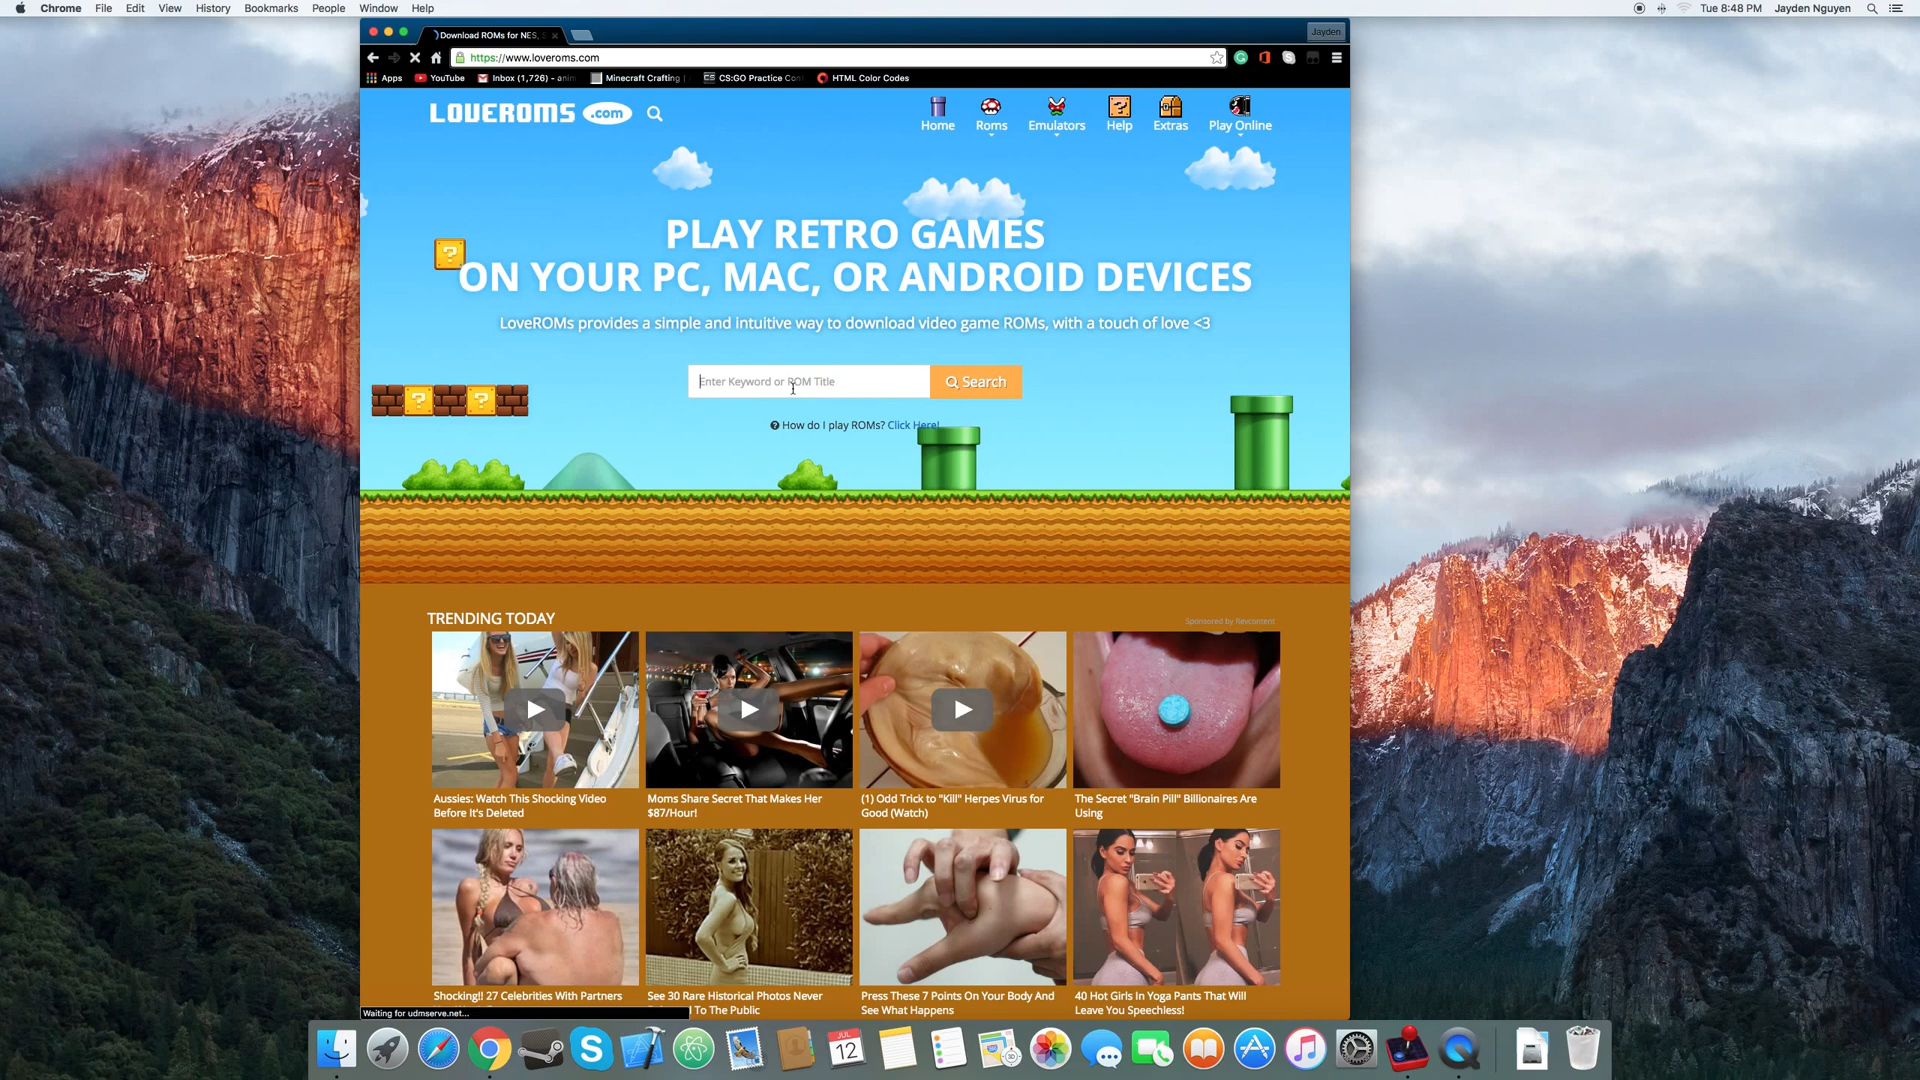 Chrome File Edit View History Bookmarks People Window Help
Tue 8:48 PM Jayden Nguyen
Download ROMs for NES,
Jayden
https://www.loveroms.com
Apps YouTube Inbox (1,726) - anim Minecraft Crafting CS:GO Practice Con HTML Color Codes
LOVEROMS .com
Home Roms Emulators Help Extras Play Online
PLAY RETRO GAMES
ON YOUR PC, MAC, OR ANDROID DEVICES
LoveROMs provides a simple and intuitive way to download video game ROMs, with a touch of love <3
Enter Keyword or ROM Title Search
How do I play ROMs? Click Here!
TRENDING TODAY
Sponsored by Revcontent
Aussies: Watch This Shocking Video
Before It's Deleted
Moms Share Secret That Makes Her
$87/Hour!
(1) Odd Trick to "Kill" Herpes Virus for
Good (Watch)
The Secret "Brain Pill" Billionaires Are
Using
Shocking!! 27 Celebrities With Partners
See 30 Rare Historical Photos Never
To The Public
Press These 7 Points On Your Body And
See What Happens
40 Hot Girls In Yoga Pants That Will
Leave You Speechless!
Waiting for udmserve.net...
JUL
12